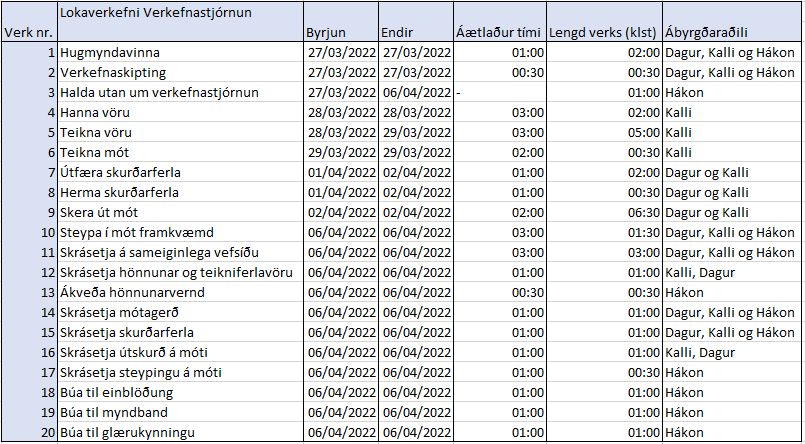 Lokaverkefni Verkefnastjórnun
Verk nr. Byrjun Endir Áætlaður tími Lengd verks (klst) Ábyrgðaraðili
1 Hugmyndavinna 27/03/2022 27/03/2022 01:00 02:00 Dagur, Kalli og Hákon
2 Verkefnaskipting 27/03/2022 27/03/2022 00:30 00:30 Dagur, Kalli og Hákon
3 Halda utan um verkefnastjórnun 27/03/2022 06/04/2022 - 01:00 Hákon
4 Hanna vöru 28/03/2022 28/03/2022 03:00 02:00 Kalli
5 Teikna vöru 28/03/2022 29/03/2022 03:00 05:00 Kalli
6 Teikna mót 29/03/2022 29/03/2022 02:00 00:30 Kalli
7 Útfæra skurðarferla 01/04/2022 02/04/2022 01:00 02:00 Dagur og Kalli
8 Herma skurðarferla 01/04/2022 02/04/2022 01:00 00:30 Dagur og Kalli
9 Skera út mót 02/04/2022 02/04/2022 02:00 06:30 Dagur og Kalli
10 Steypa í mót framkvæmd 06/04/2022 06/04/2022 03:00 01:30 Dagur, Kalli og Hákon
11 Skrásetja á sameiginlega vefsíðu 06/04/2022 06/04/2022 03:00 03:00 Dagur, Kalli og Hákon
12 Skrásetja hönnunar og teikniferlavöru 06/04/2022 06/04/2022 01:00 01:00 Kalli, Dagur
13 Ákveða hönnunarvernd 06/04/2022 06/04/2022 00:30 00:30 Hákon
14 Skrásetja mótagerð 06/04/2022 06/04/2022 01:00 01:00 Dagur, Kalli og Hákon
15 Skrásetja skurðarferla 06/04/2022 06/04/2022 01:00 01:00 Dagur, Kalli og Hákon
16 Skrásetja útskurð á móti 06/04/2022 06/04/2022 01:00 01:00 Kalli, Dagur
17 Skrásetja steypingu á móti 06/04/2022 06/04/2022 01:00 00:30 Hákon
18 Búa til einblöðung 06/04/2022 06/04/2022 01:00 01:00 Hákon
19 Búa til myndband 06/04/2022 06/04/2022 01:00 01:00 Hákon
20 Búa til glærukynningu 06/04/2022 06/04/2022 01:00 01:00 Hákon